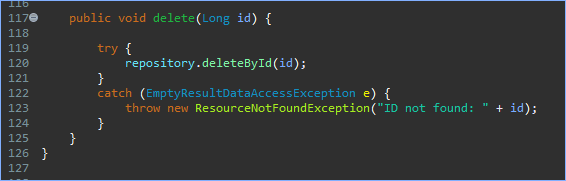 116
117 public void delete(Long id) {
118
119 try {
120 repository.deleteById(id);
121 }
122 catch (EmptyResultDataAccessException e) {
123 throw new ResourceNotFoundException("ID not found: " + id);
124 }
125 }
126 }
127